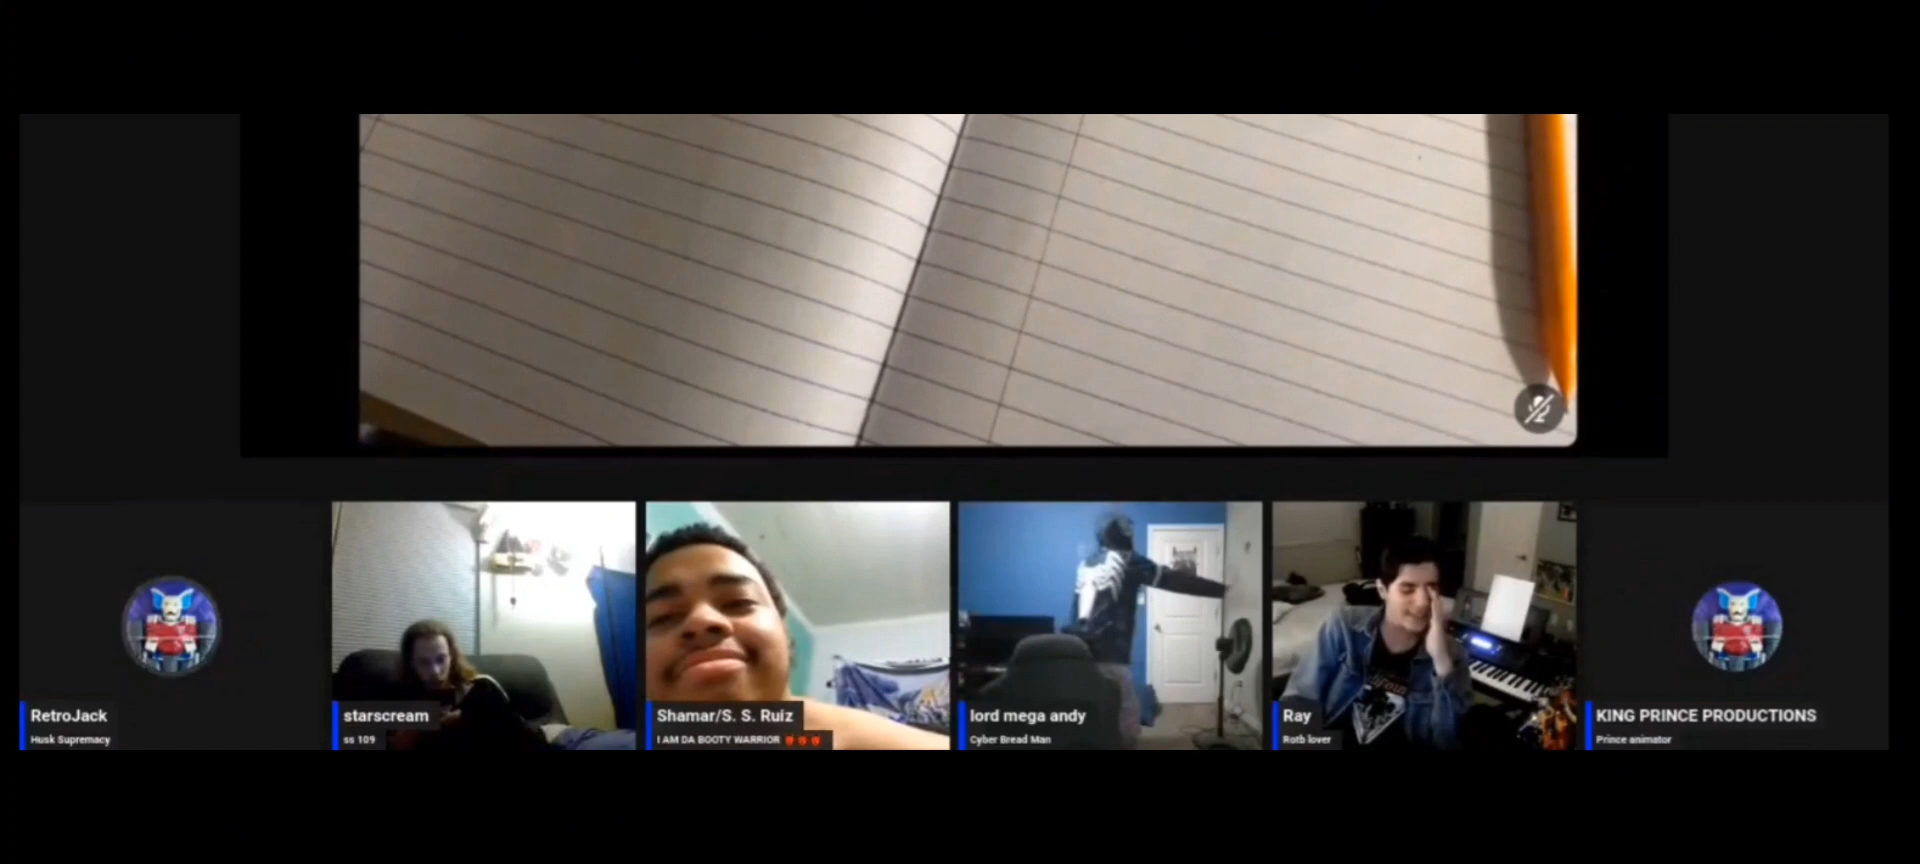 RetroJack
Husk Supremacy
starscream
ss 109
Shamar/S. S. Ruiz
I AM DA BOOTY WARRIOR 🍑🍑🍑
lord mega andy
Cyber Bread Man
Ray
Rotb lover
KING PRINCE PRODUCTIONS
Prince animator